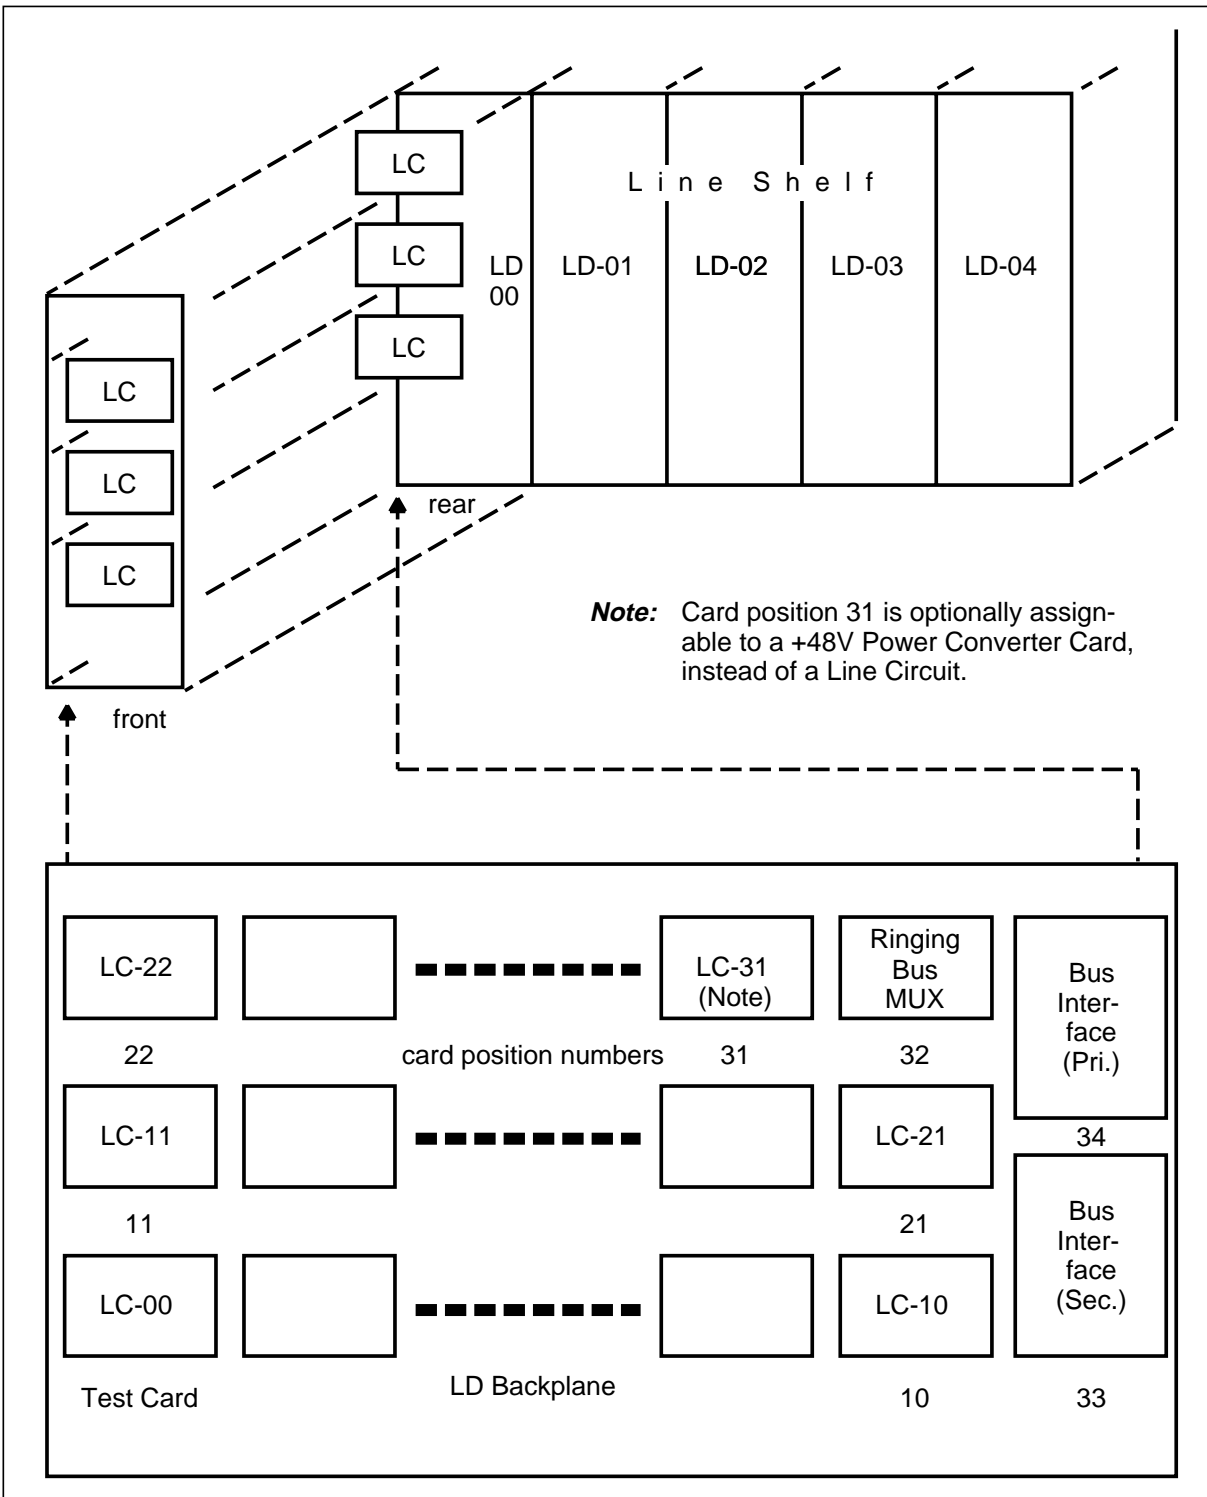 LC
Line Shelf
LC
LD
00
LD-01
LD-02
LD-03
LD-04
LC
LC
LC
LC
rear
front
Note: Card position 31 is optionally assign-
able to a +48V Power Converter Card,
instead of a Line Circuit.
LC-22
LC-31
(Note)
Ringing
Bus
MUX
Bus
Inter-
face
(Pri.)
22
card position numbers
31
32
LC-11
LC-21
34
11
21
Bus
Inter-
face
(Sec.)
LC-00
LC-10
Test Card
LD Backplane
10
33